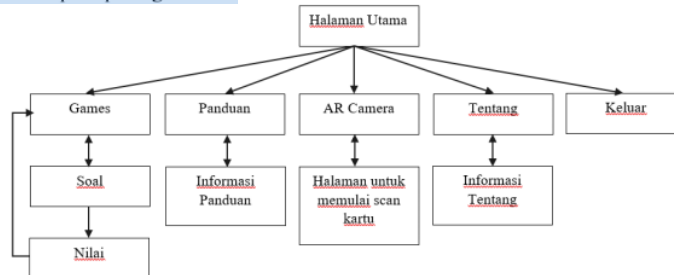 Halaman Utama
Games
Panduan
AR Camera
Tentang
Keluar
Soal
Informasi
Panduan
Halaman untuk
memulai scan
kartu
Informasi
Tentang
Nilai